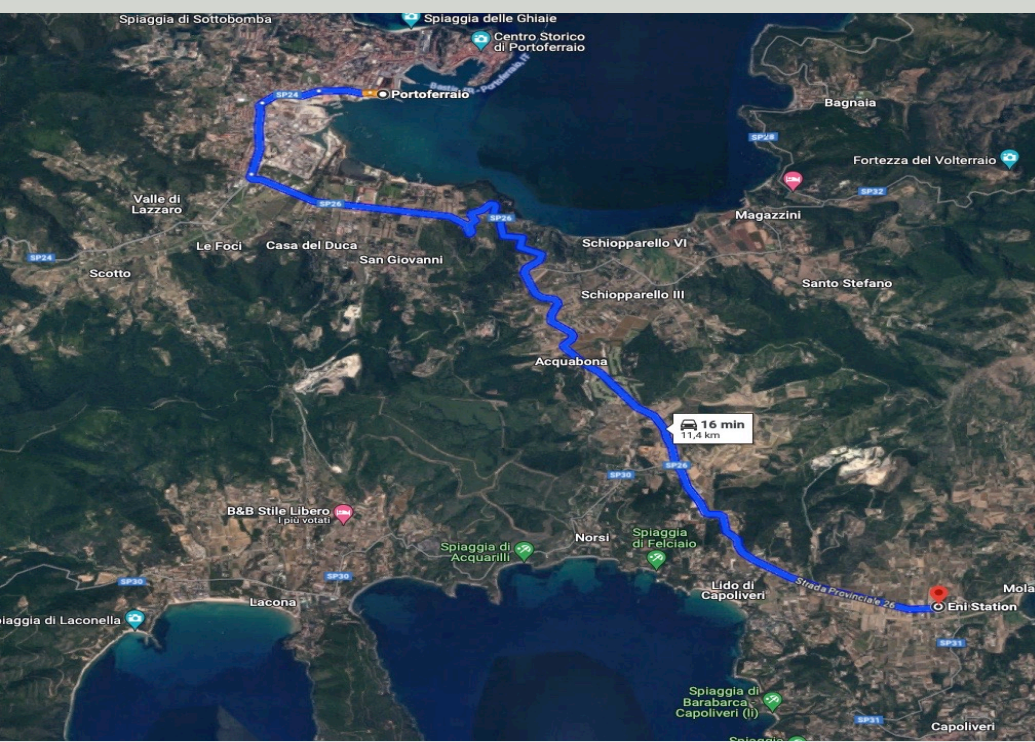 Spiaggia di Sottobomba
Spiaggia delle Ghiaie
Centro Storico
di Portoferraio
SP24
Portoferraio
Portoferraio, IT
Bagnaia
SP28
Fortezza del Volterraio
SP32
Valle di
Lazzaro
SP26
SP26
Magazzini
Le Foci
Casa del Duca
Schiopparello VI
SP24
San Giovanni
Scotto
Santo Stefano
Schiopparello III
Acquabona
16 min
11,4 km
SP26
SP30
B&B Stile Libero
I più votati
Spiaggia di
Acquarilli
Norsi
Spiaggia
di Felciaio
SP30
SP30
Lido di
Capoliveri
Strada Provinciale 26
Mola
Lacona
Eni Station
iaggia di Laconella
SP31
Spiaggia di
Barabarca
Capoliveri (li)
SP31
Capoliveri
Spiaggia